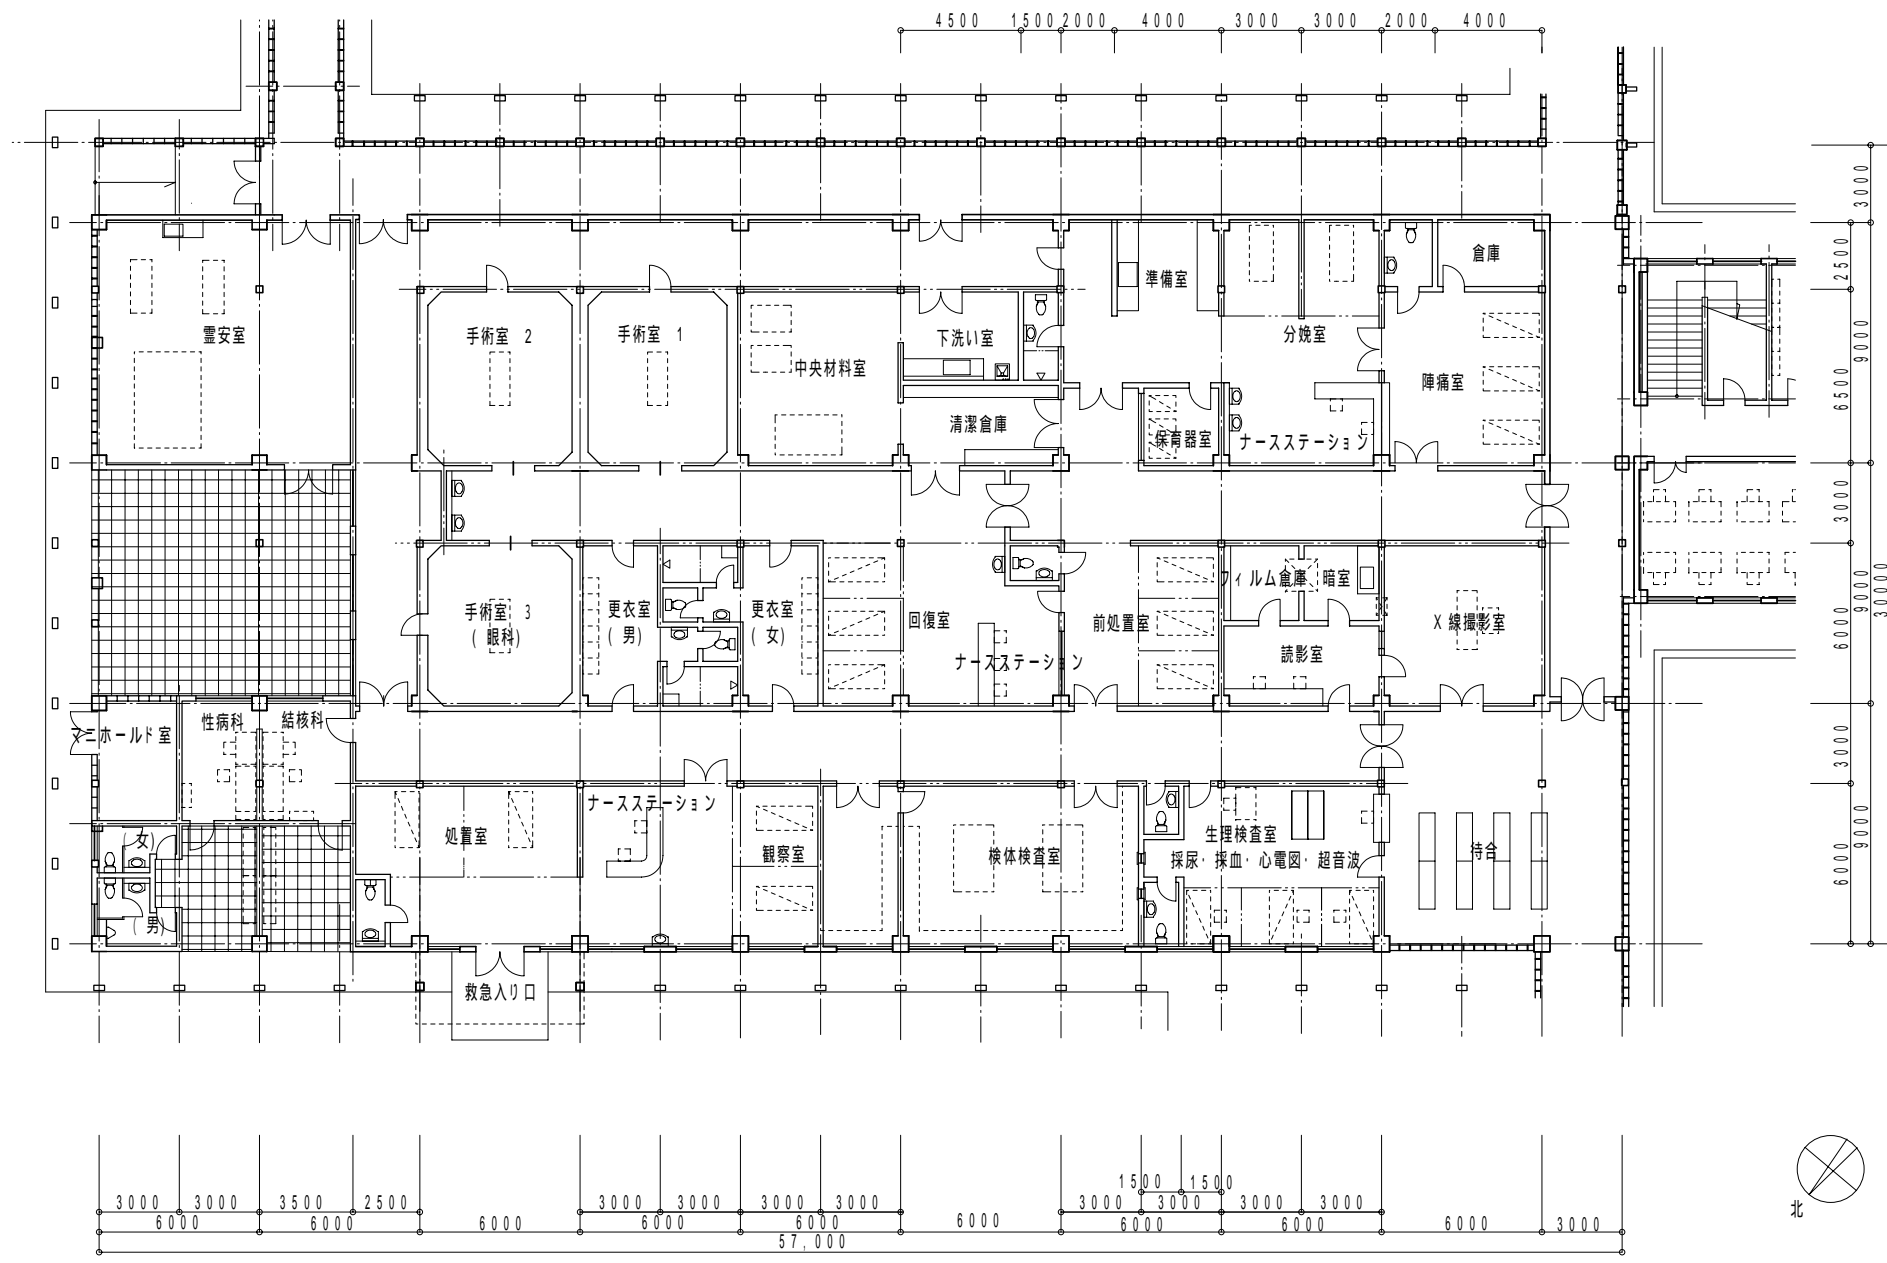 4500 1500 2000 4000 3000 3000 2000 4000
3000
2500
9000
6500
3000
6000
9000
30000
3000
6000
9000
倉庫
準備室
霊安室
手術室 2
手術室 1
下洗い室
分娩室
中央材料室
陣痛室
清潔倉庫
保育器室
ナースステーション
フィルム倉庫
暗室
手術室 3
(眼科)
更衣室
(男)
更衣室
(女)
回復室
前処置室
X線撮影室
ナースステーション
読影室
マニホールド室
性病科
結核科
ナースステーション
処置室
(女)
観察室
検体検査室
生理検査室
採尿・採血・心電図・超音波
待合
(男)
救急入り口
1500 1500
3000 3000 3500 2500 3000 3000 3000 3000 3000 3000 3000 3000
6000 6000 6000 6000 6000 6000 6000 6000 6000 3000
57,000
北